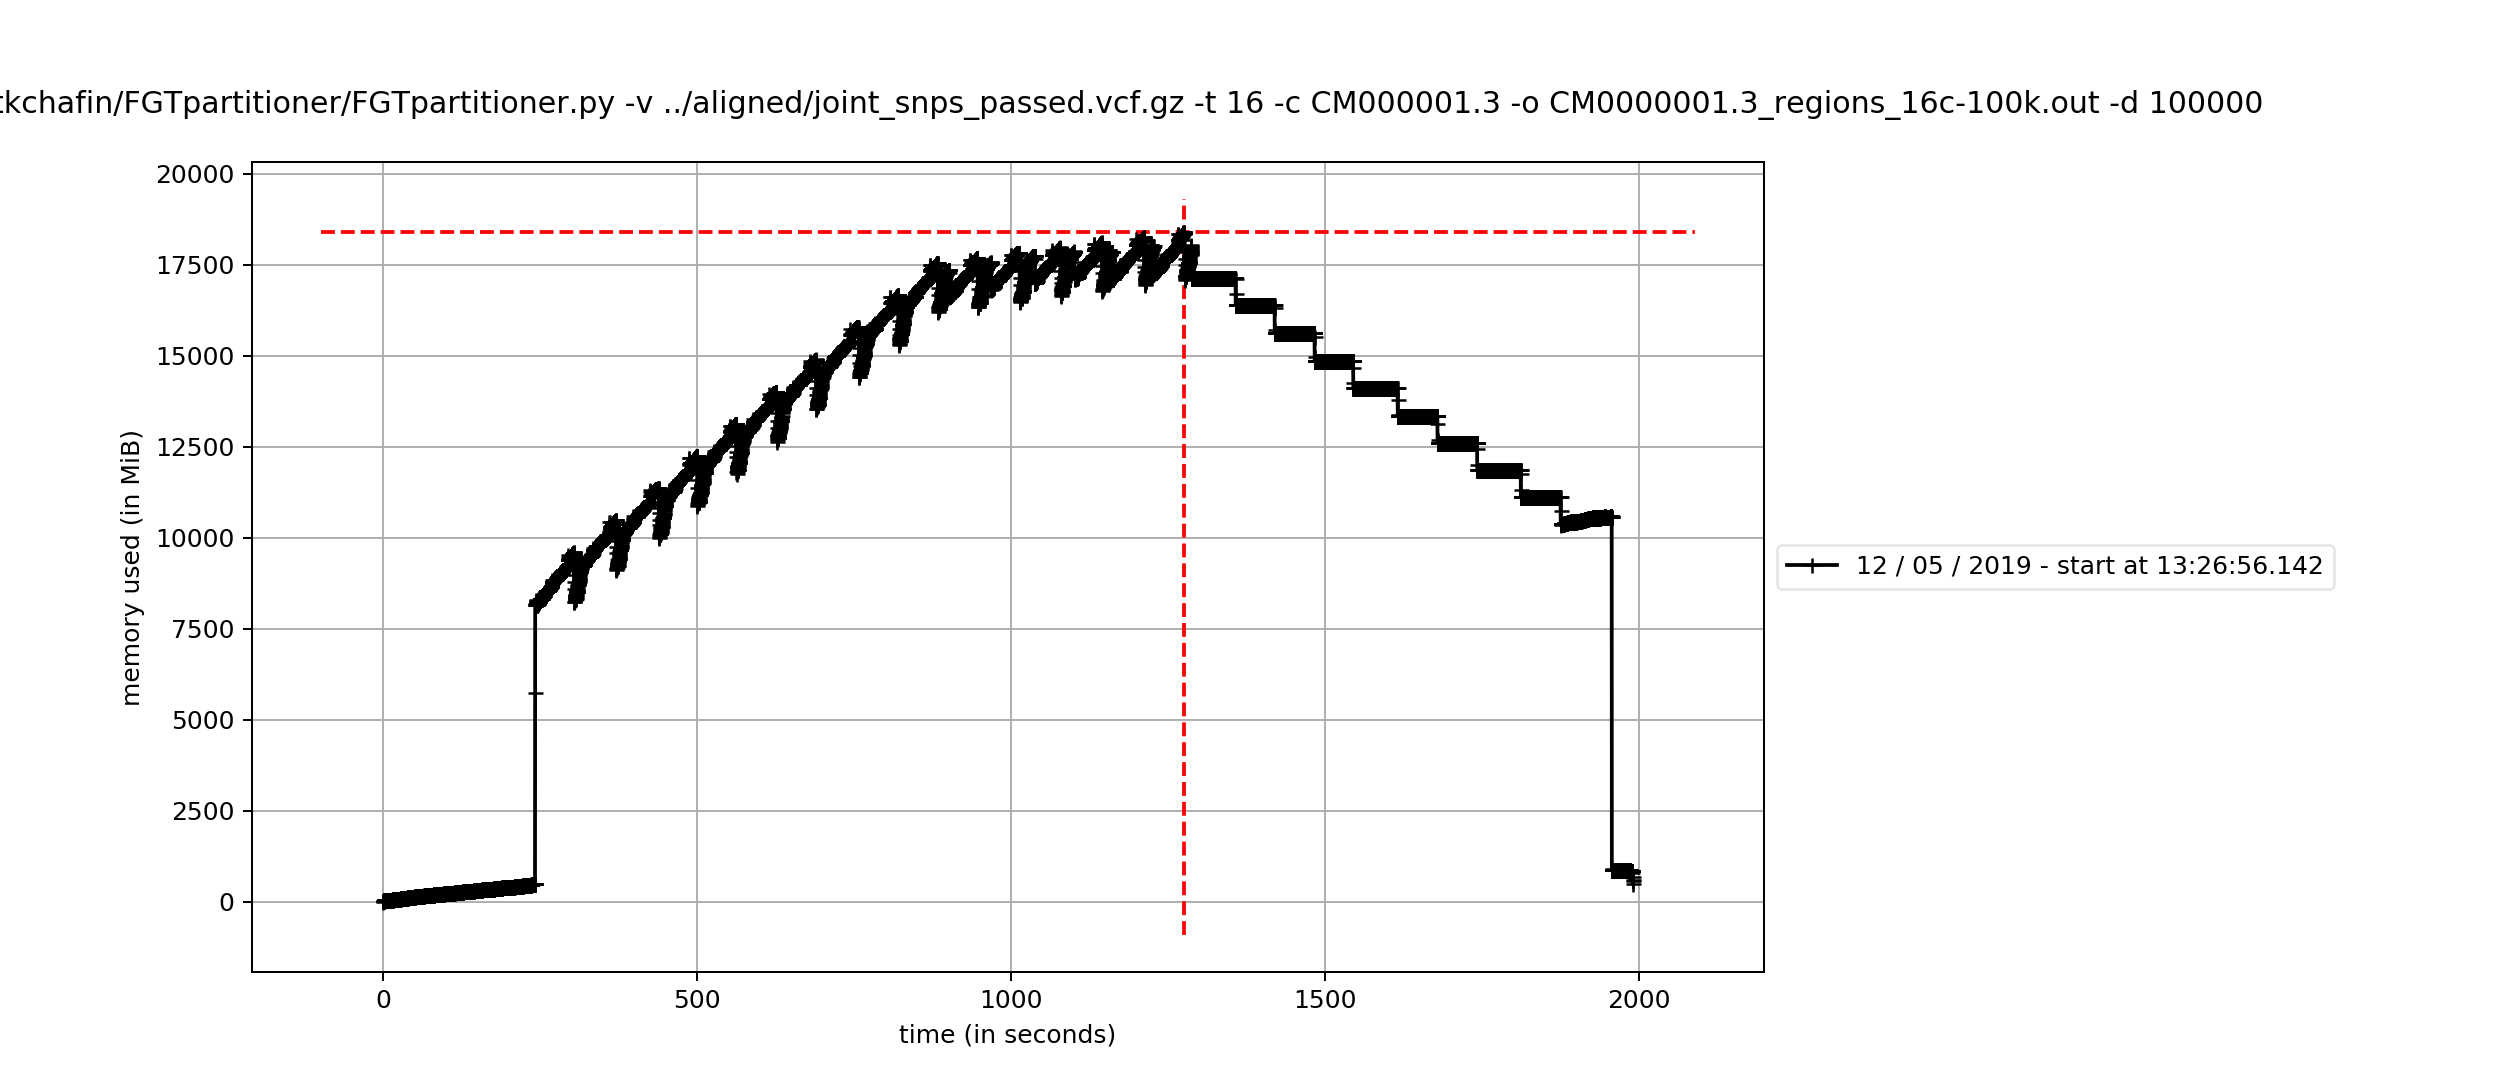 kchafin/FGTpartitioner/FGTpartitioner.py -v ../aligned/joint_snps_passed.vcf.gz -t 16 -c CM000001.3 -o CM0000001.3_regions_16c-100k.out -d 100000
20000
17500
15000
12500
10000
7500
5000
2500
0
memory used (in MiB)
0 500 1000 1500 2000
time (in seconds)
12 / 05 / 2019 - start at 13:26:56.142